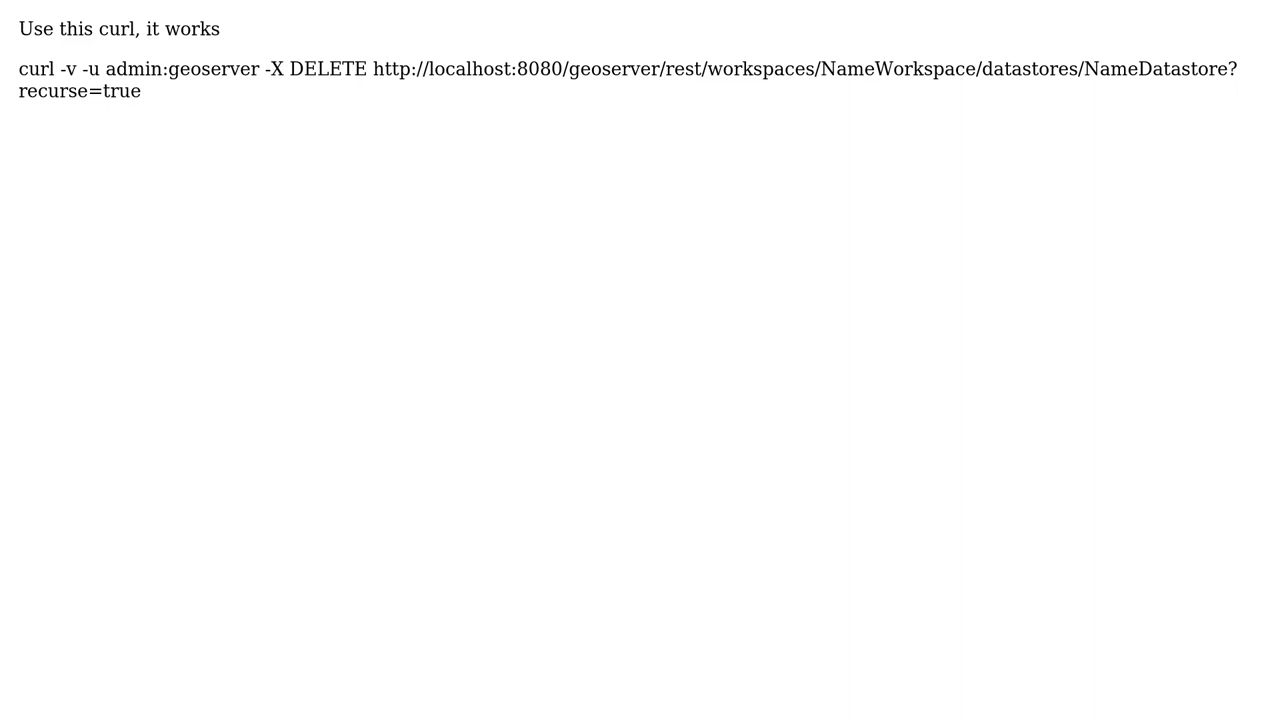 Use this curl, it works
curl -v -u admin:geoserver -X DELETE http://localhost:8080/geoserver/rest/workspaces/NameWorkspace/datastores/NameDatastore?
recurse=true